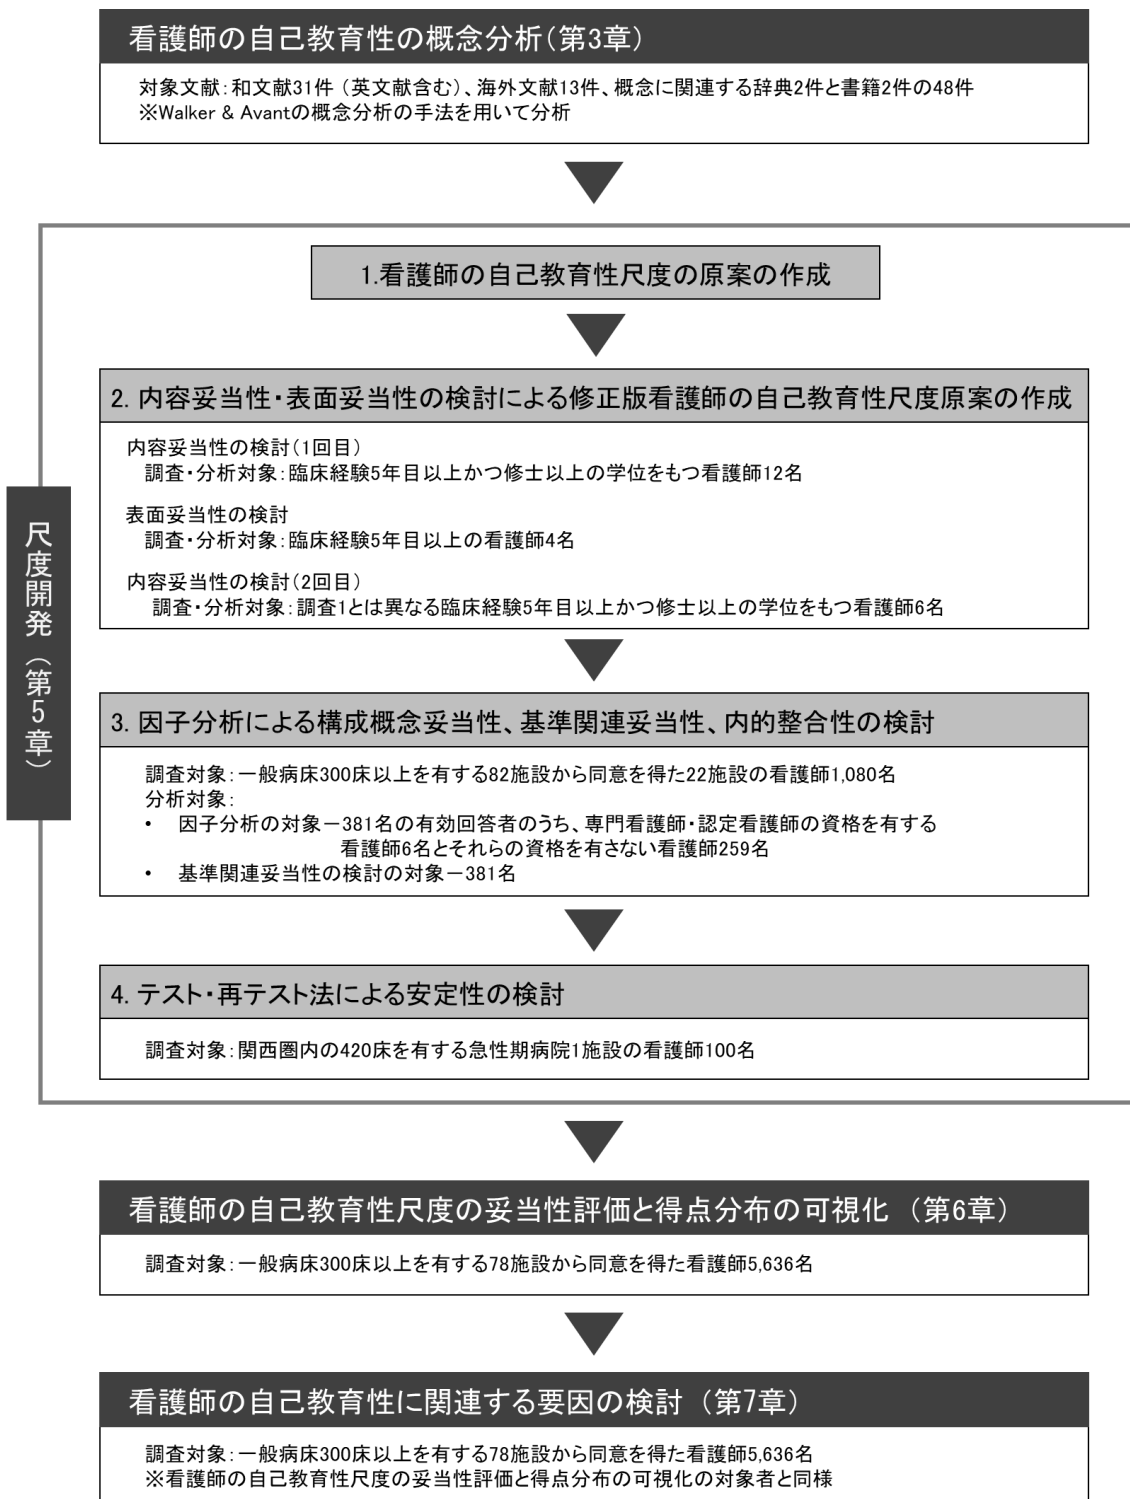 看護師の自己教育性の概念分析(第3章)
対象文献:和文献31件 (英文献含む)、海外文献13件、概念に関連する辞典2件と書籍2件の48件
※Walker & Avantの概念分析の手法を用いて分析
尺度開発（第5章）
1.看護師の自己教育性尺度の原案の作成
2. 内容妥当性・表面妥当性の検討による修正版看護師の自己教育性尺度原案の作成
内容妥当性の検討(1回目)
調査・分析対象:臨床経験5年目以上かつ修士以上の学位をもつ看護師12名
表面妥当性の検討
調査・分析対象:臨床経験5年目以上の看護師4名
内容妥当性の検討(2回目)
調査・分析対象:調査1とは異なる臨床経験5年目以上かつ修士以上の学位をもつ看護師6名
3. 因子分析による構成概念妥当性、基準関連妥当性、内的整合性の検討
調査対象:一般病床300床以上を有する82施設から同意を得た22施設の看護師1,080名
分析対象:
• 因子分析の対象－381名の有効回答者のうち、専門看護師・認定看護師の資格を有する
看護師6名とそれらの資格を有さない看護師259名
• 基準関連妥当性の検討の対象－381名
4. テスト・再テスト法による安定性の検討
調査対象:関西圏内の420床を有する急性期病院1施設の看護師100名
看護師の自己教育性尺度の妥当性評価と得点分布の可視化 (第6章)
調査対象:一般病床300床以上を有する78施設から同意を得た看護師5,636名
看護師の自己教育性に関連する要因の検討 (第7章)
調査対象:一般病床300床以上を有する78施設から同意を得た看護師5,636名
※看護師の自己教育性尺度の妥当性評価と得点分布の可視化の対象者と同様